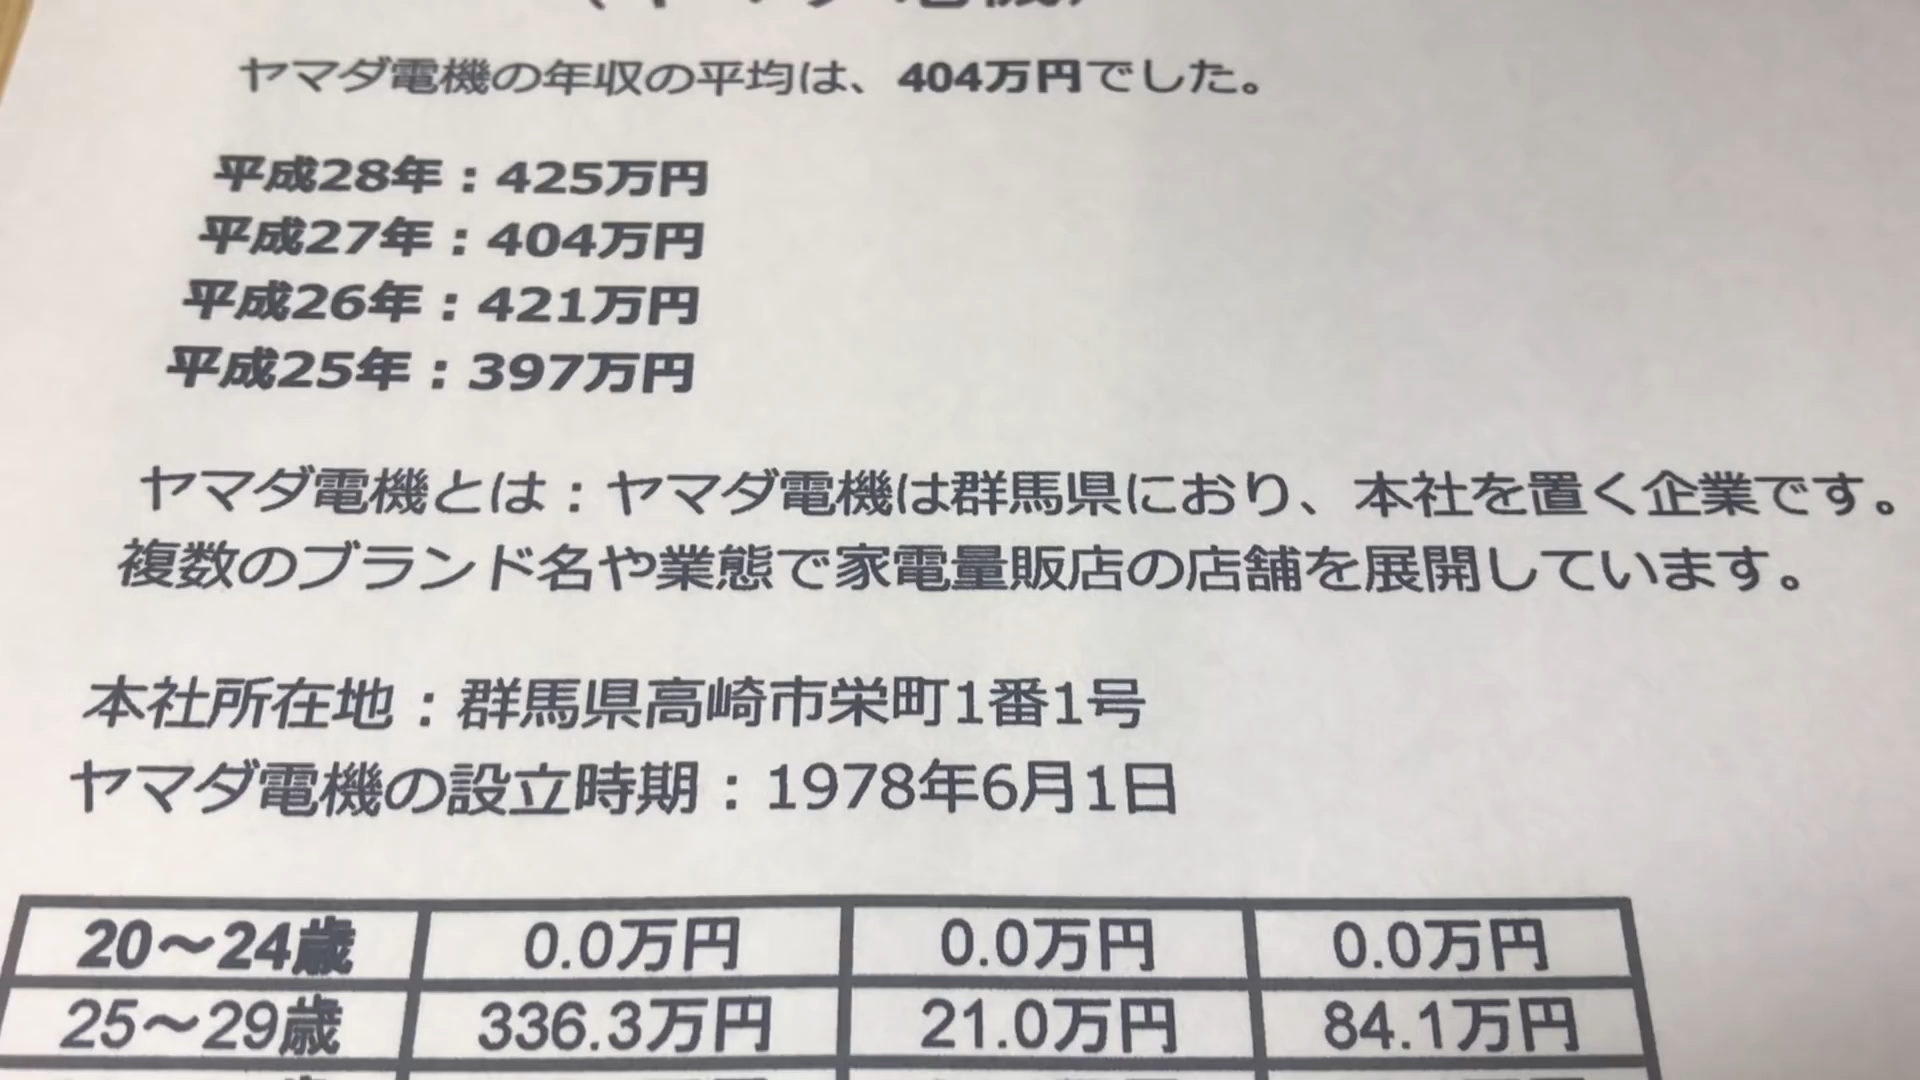 ヤマダ電機の年収の平均は、404万円でした。
平成28年：425万円
平成27年：404万円
平成26年：421万円
平成25年：397万円
ヤマダ電機とは：ヤマダ電機は群馬県におり、本社を置く企業です。
複数のブランド名や業態で家電量販店の店舗を展開しています。
本社所在地：群馬県高崎市栄町1番1号
ヤマダ電機の設立時期：1978年6月1日
20～24歳 0.0万円 0.0万円 0.0万円
25～29歳 336.3万円 21.0万円 84.1万円